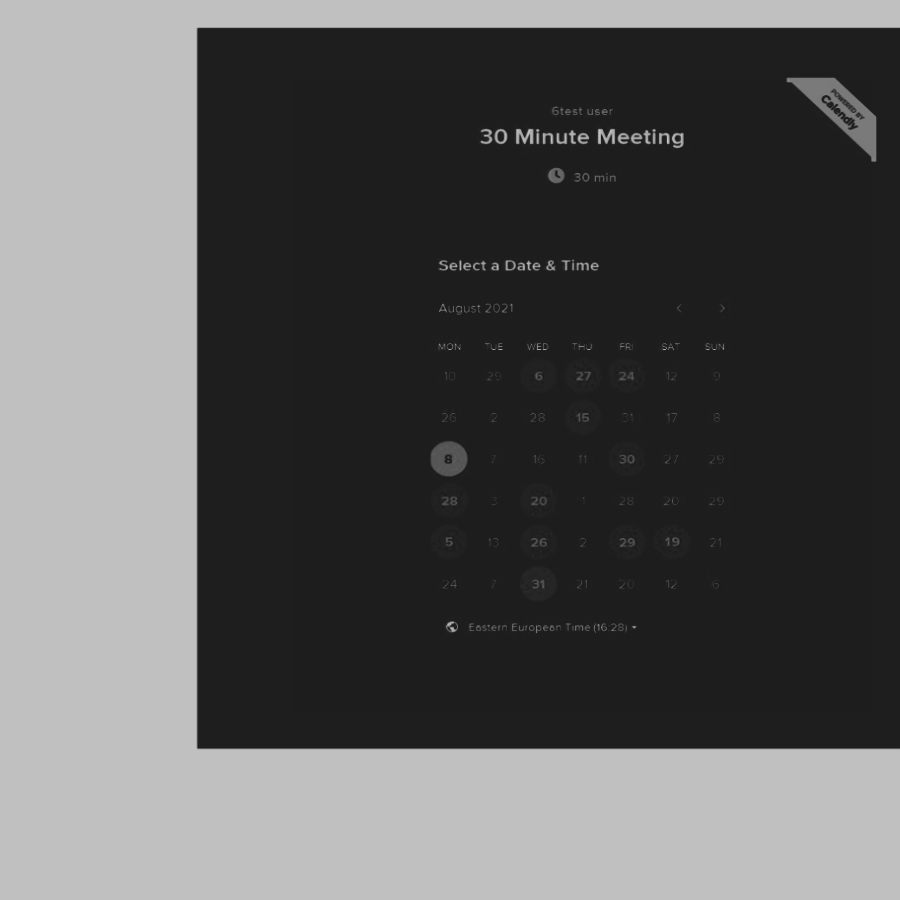 POWERED BY
Calendly
6test user
30 Minute Meeting
30 min
Select a Date & Time
August 2021
< >
MON TUE WED THU FRI SAT SUN
10 29 6 27 24 12 9
26 2 28 15 31 17 8
8 7 16 11 30 27 29
28 3 20 1 28 20 29
5 13 26 2 29 19 21
24 7 31 21 20 12 6
Eastern European Time (16:28)